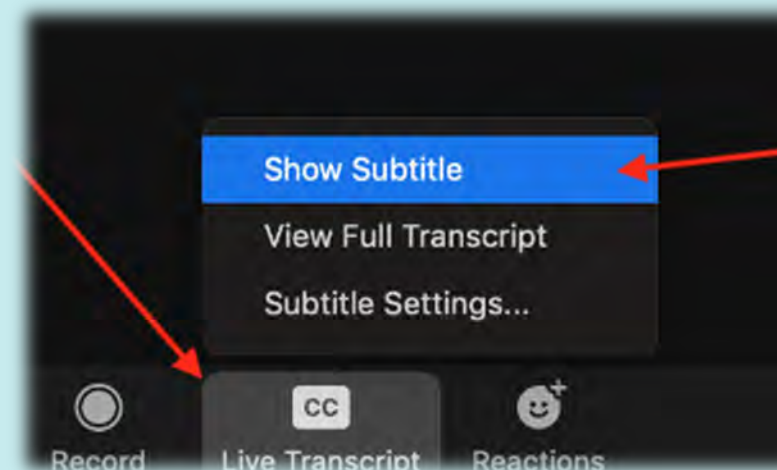 Show Subtitle
View Full Transcript
Subtitle Settings...
CC
Record Live Transcript Reactions